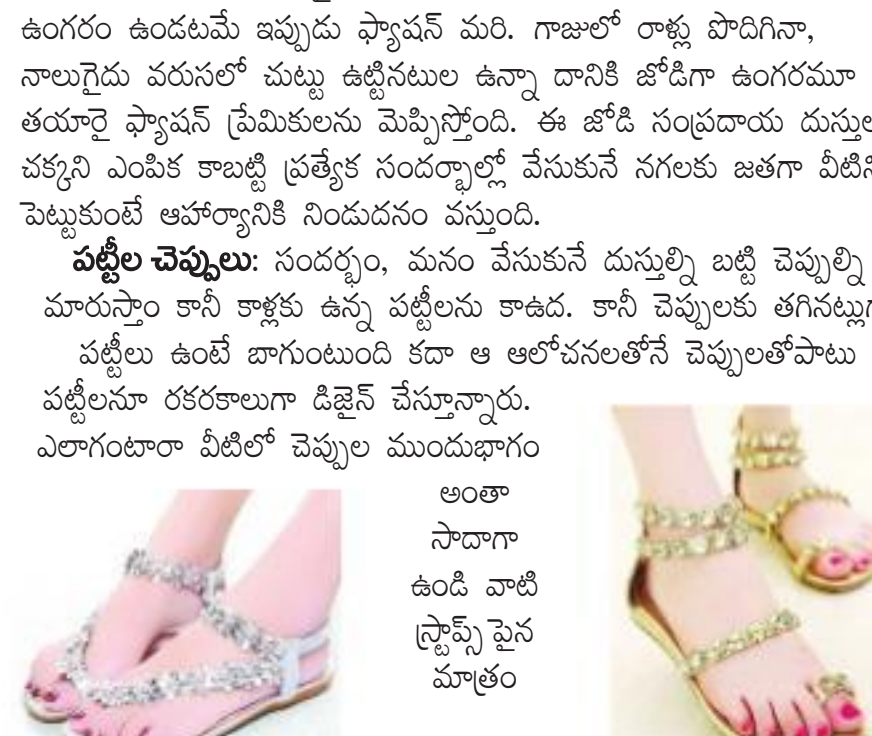 ఉంగరం ఉండటమే ఇప్పుడు ఫ్యాషన్ మరి. గాజులో రాళ్లు పొదిగినా,
నాలుగైదు వరుసలో చుట్టు ఉట్టినటుల ఉన్నా దానికి జోడిగా ఉంగరమూ
తయారై ఫ్యాషన్ ప్రేమికులను మెప్పిస్తోంది. ఈ జోడి సంప్రదాయ
చక్కని ఎంపిక కాబట్టి ప్రత్యేక సందర్భాల్లో వేసుకునే నగలకు జతగా
పెట్టుకుంటే ఆహార్యానికి నిండుదనం వస్తుంది.
పట్టీల చెప్పులు: సందర్భం, మనం వేసుకునే దుస్తుల్ని బట్టి చెప్పుల్ని
మారుస్తాం కానీ కాళ్లకు ఉన్న పట్టీలను కాఉద. కానీ చెప్పులకు
పట్టీలు ఉంటే బాగుంటుంది కదా ఆ ఆలోచనలతోనే చెప్పులతోపాటు
పట్టీలనూ రకరకాలుగా డిజైన్ చేస్తూన్నారు.
ఎలాగంటారా వీటిలో చెప్పుల ముందుభాగం
అంతా
సాదాగా
ఉండి వాటి
స్ట్రాప్స్ పైన
మాత్రం